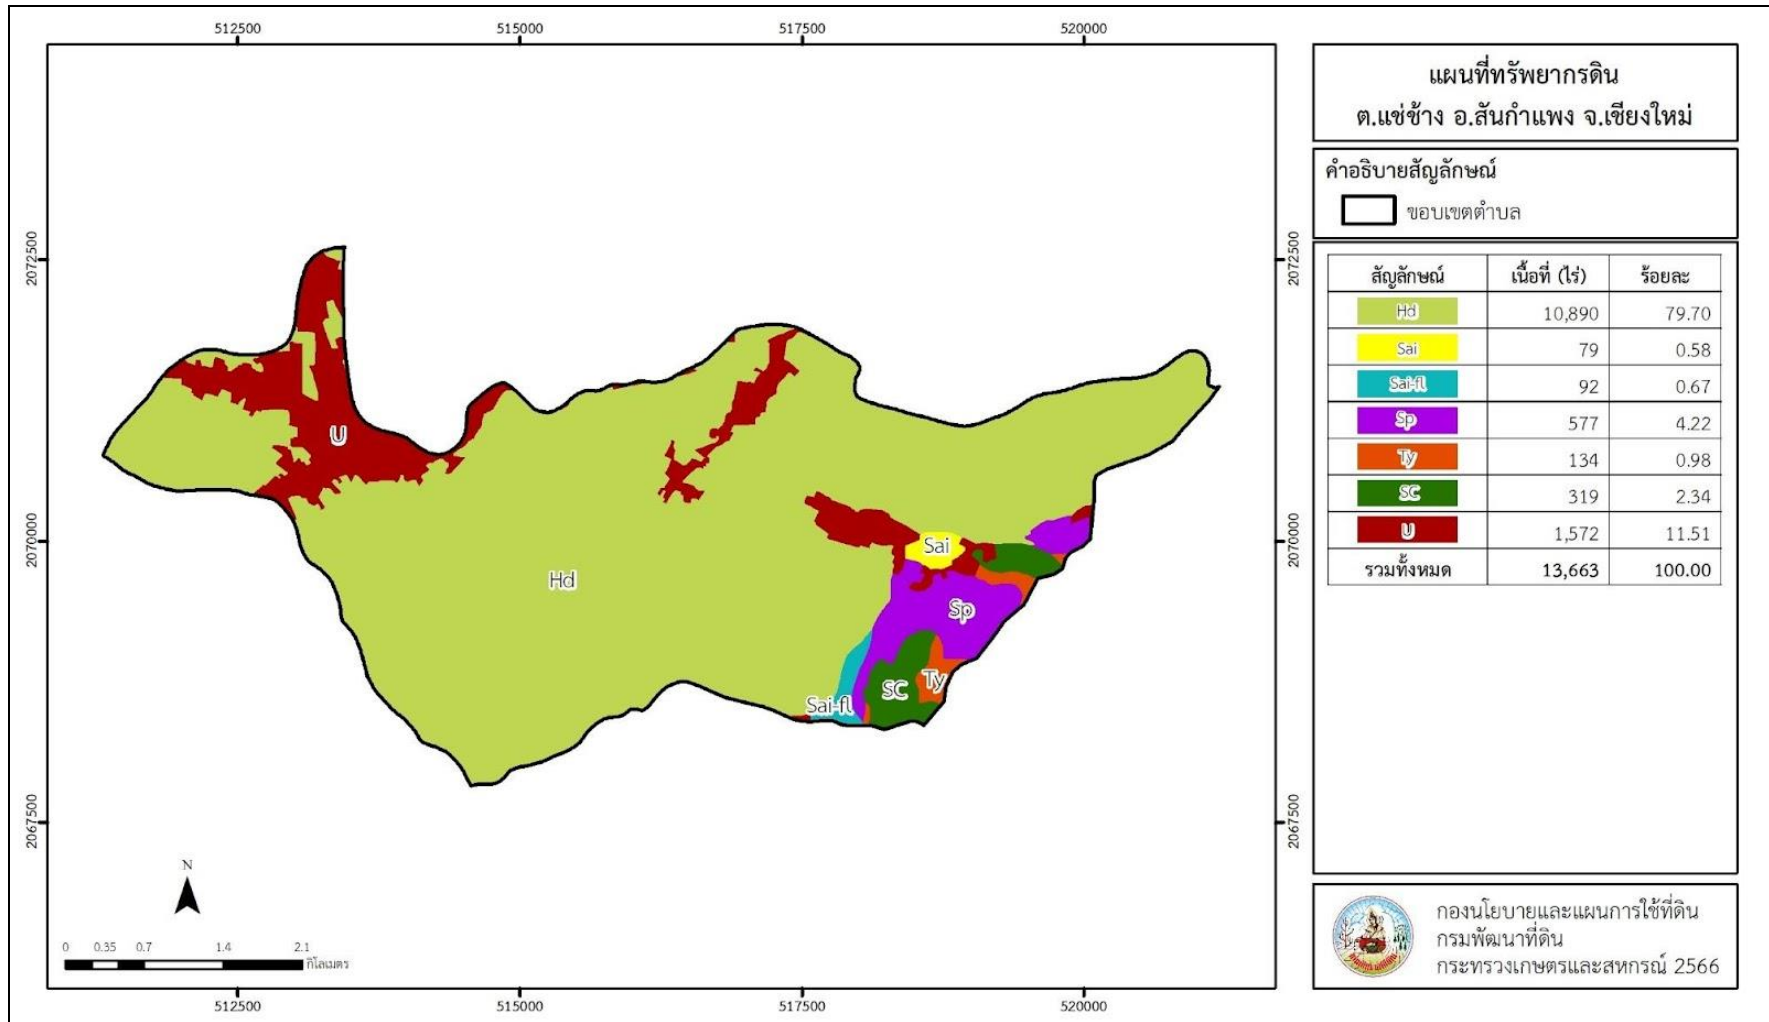 512500 515000 517500 520000
แผนที่ทรัพยากรดิน
ต.แช่ช้าง อ.สันกำแพง จ.เชียงใหม่
คำอธิบายสัญลักษณ์
ขอบเขตตำบล
2072500 2072500
สัญลักษณ์ เนื้อที่ (ไร่) ร้อยละ
Hd 10,890 79.70
Sai 79 0.58
Sai-fl 92 0.67
Sp 577 4.22
Ty 134 0.98
SC 319 2.34
U 1,572 11.51
รวมทั้งหมด 13,663 100.00
U
2070000 2070000
Sai
Hd
Sp
Ty
SC
Sai-fl
2067500 2067500
N
0 0.35 0.7 1.4 2.1
กิโลเมตร
กองนโยบายและแผนการใช้ที่ดิน
กรมพัฒนาที่ดิน
กระทรวงเกษตรและสหกรณ์ 2566
512500 515000 517500 520000